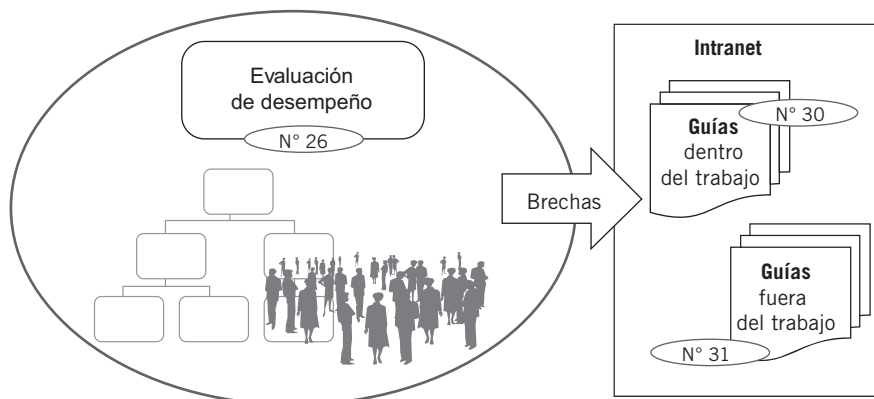 Evaluación
de desempeño
N° 26
Brechas
Intranet
Guías
dentro
del trabajo
N° 30
Guías
fuera
del trabajo
N° 31